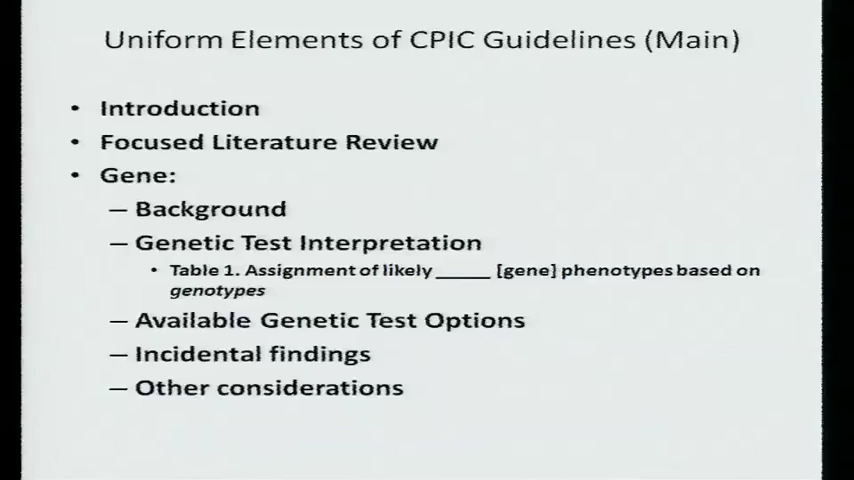 Uniform Elements of CPIC Guidelines (Main)
• Introduction
• Focused Literature Review
• Gene:
– Background
– Genetic Test Interpretation
• Table 1. Assignment of likely _____ [gene] phenotypes based on
genotypes
– Available Genetic Test Options
– Incidental findings
– Other considerations